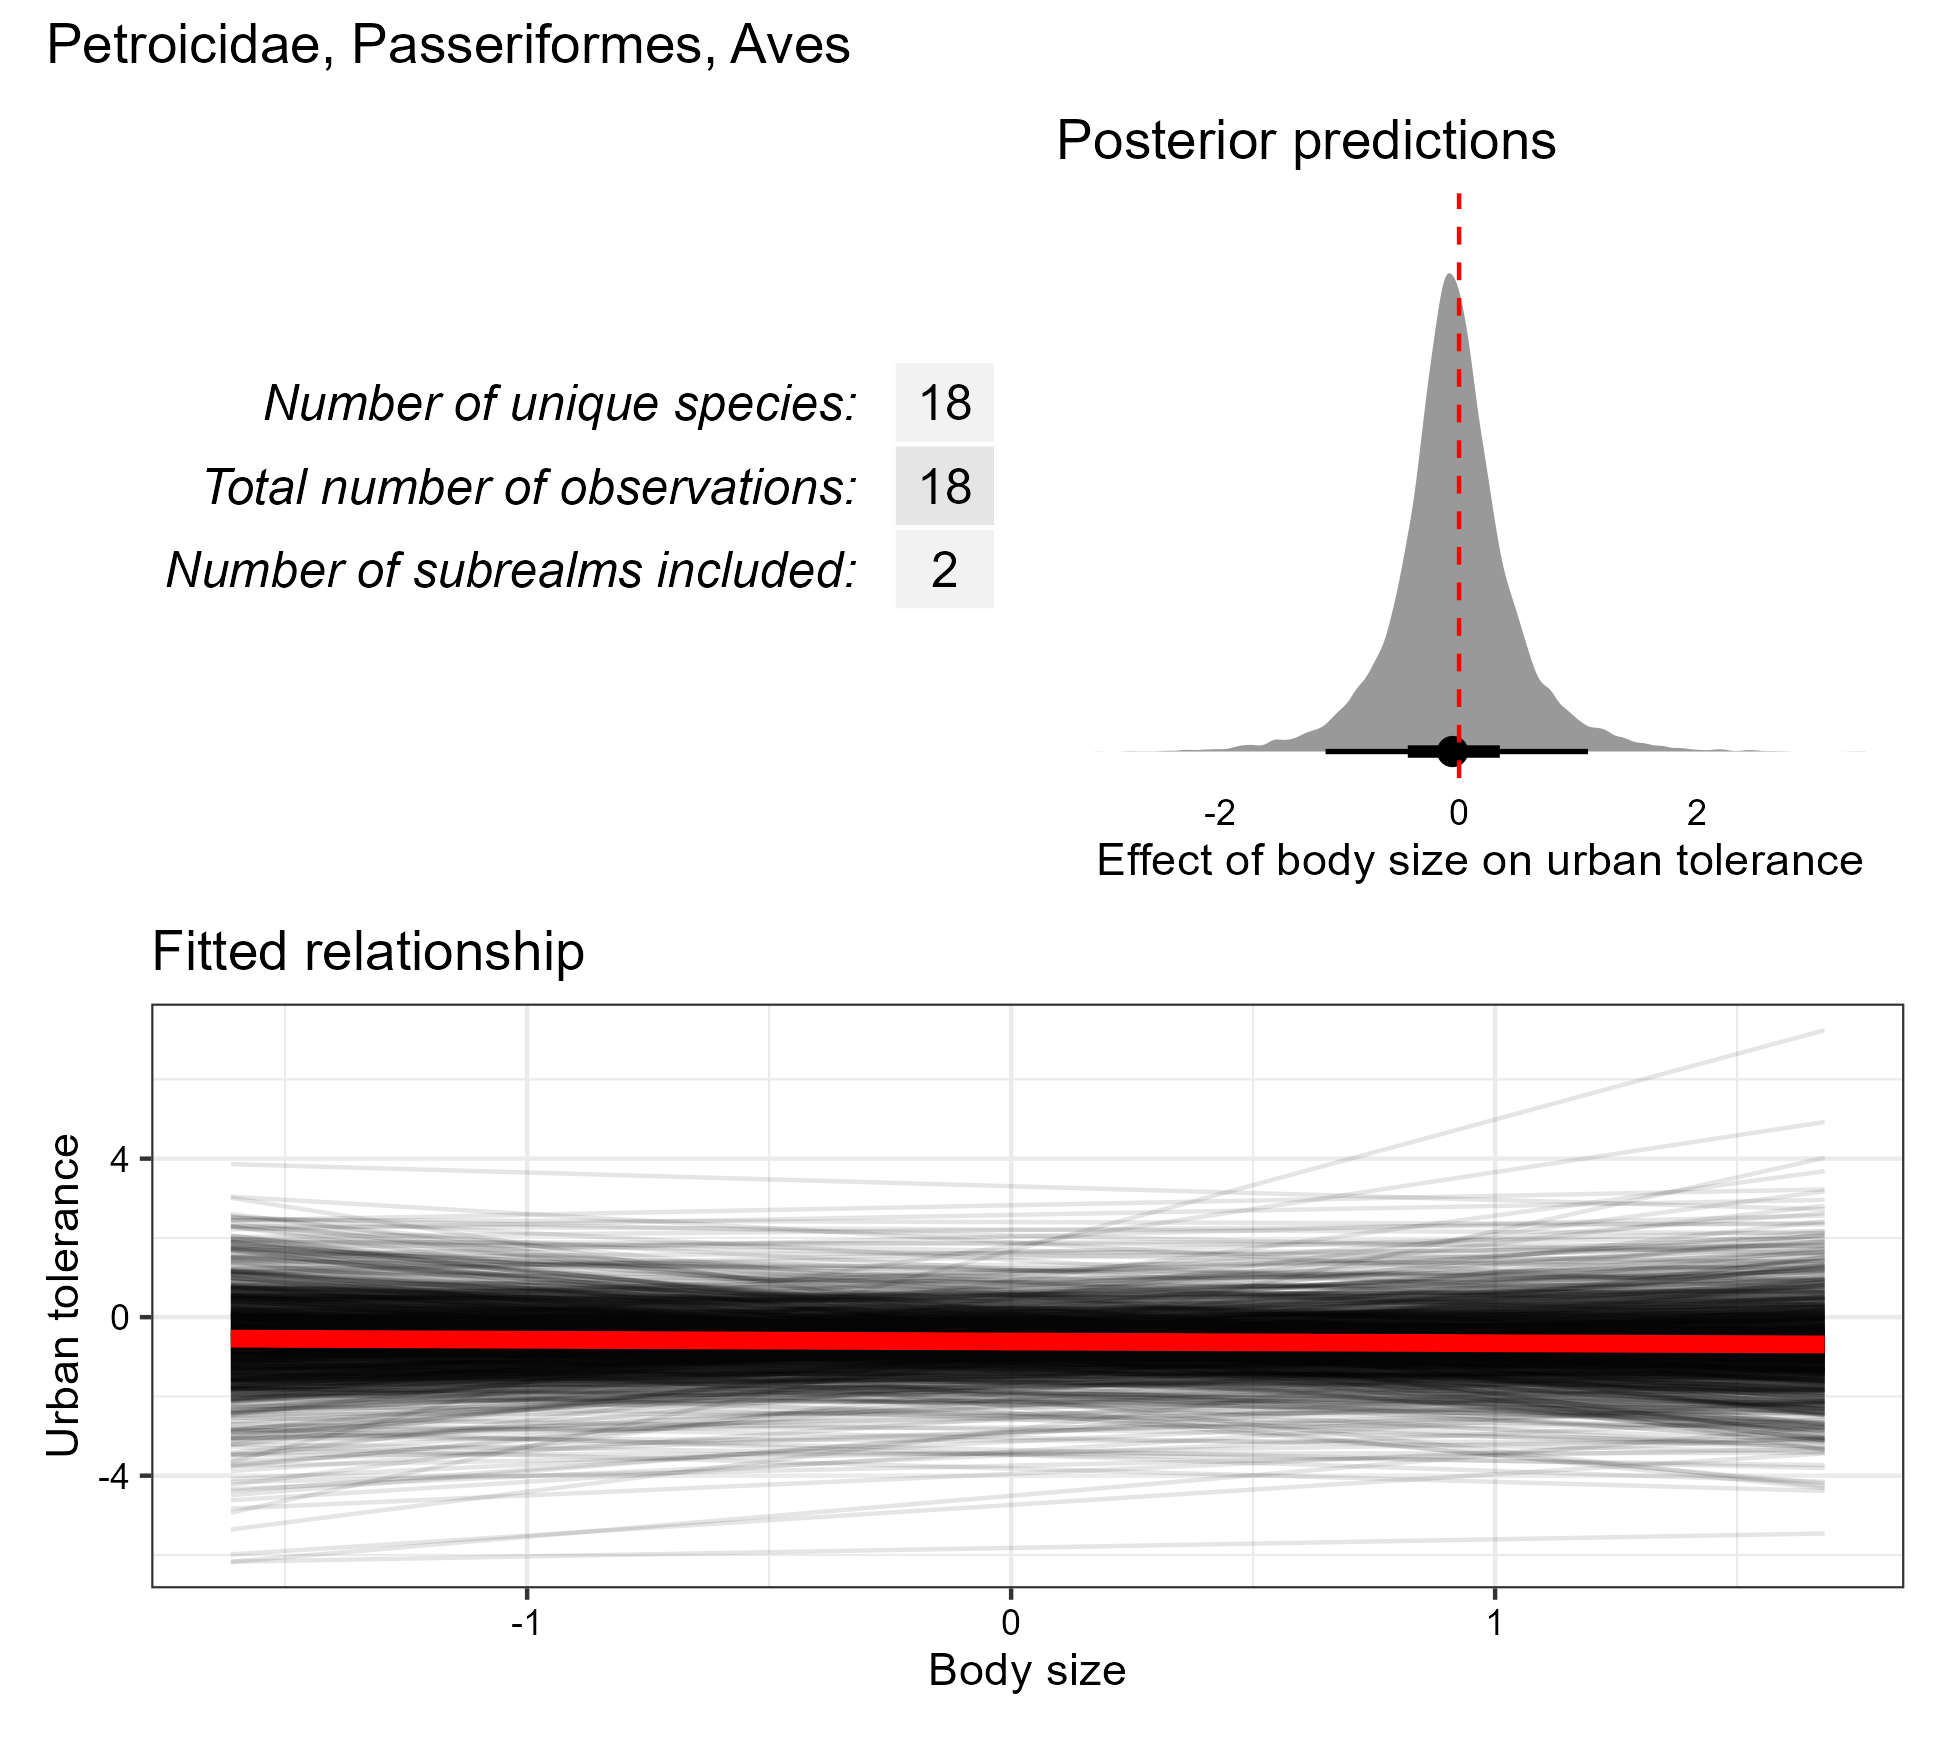 Petroicidae, Passeriformes, Aves
Posterior predictions
Number of unique species: 18
Total number of observations: 18
Number of subrealms included: 2
-2 0 2
Effect of body size on urban tolerance
Fitted relationship
Urban tolerance
4
0
-4
-1 0 1
Body size